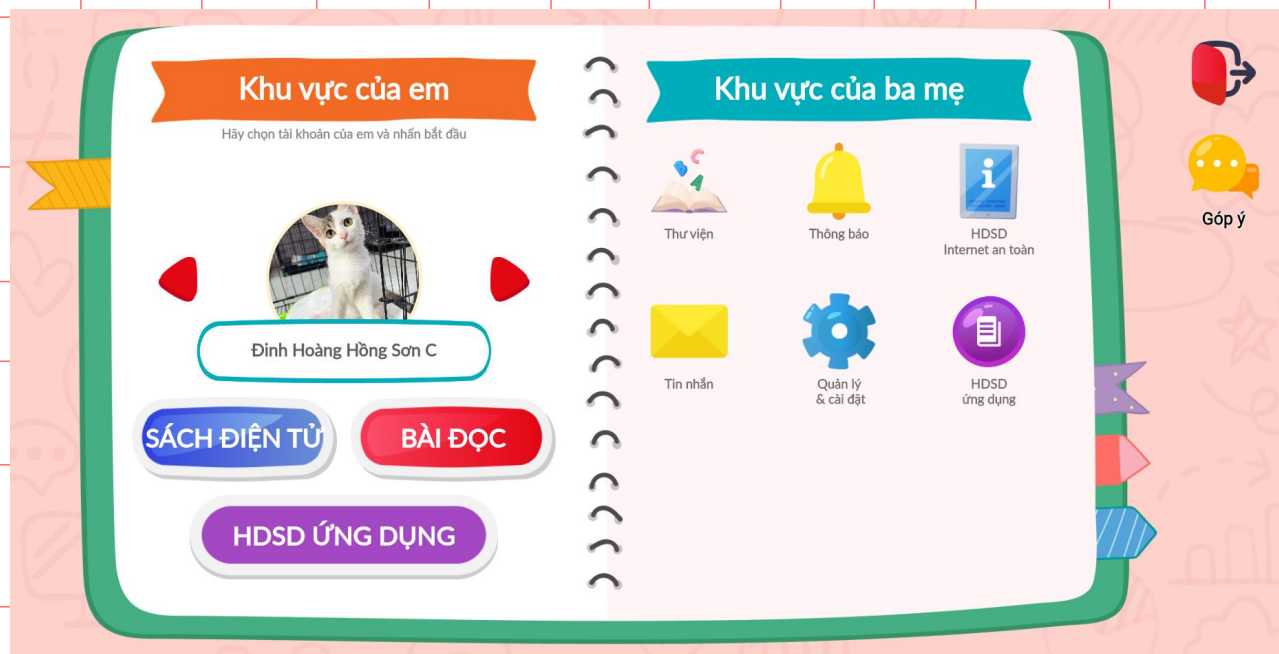 Khu vực của em
Hãy chọn tài khoản của em và nhấn bắt đầu
Đinh Hoàng Hồng Sơn C
SÁCH ĐIỆN TỬ
BÀI ĐỌC
HDSD ỨNG DỤNG
Khu vực của ba mẹ
B C A
Thư viện
Thông báo
i
HDSD
Internet an toàn
Tin nhắn
Quản lý
& cài đặt
HDSD
ứng dụng
Góp ý